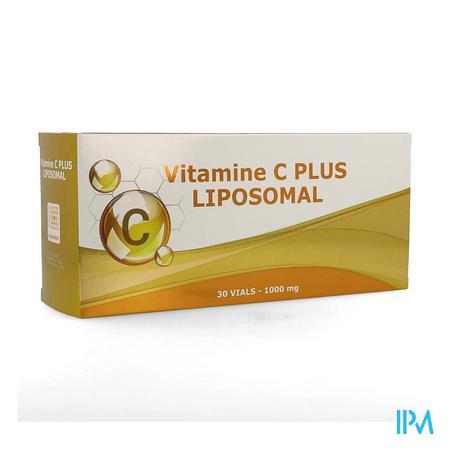 Vitamine C PLUS
LIPOSOMAL
C
30 VIALS - 1000 mg
Vitamine C PLUS
LIPOSOMAL
IPM